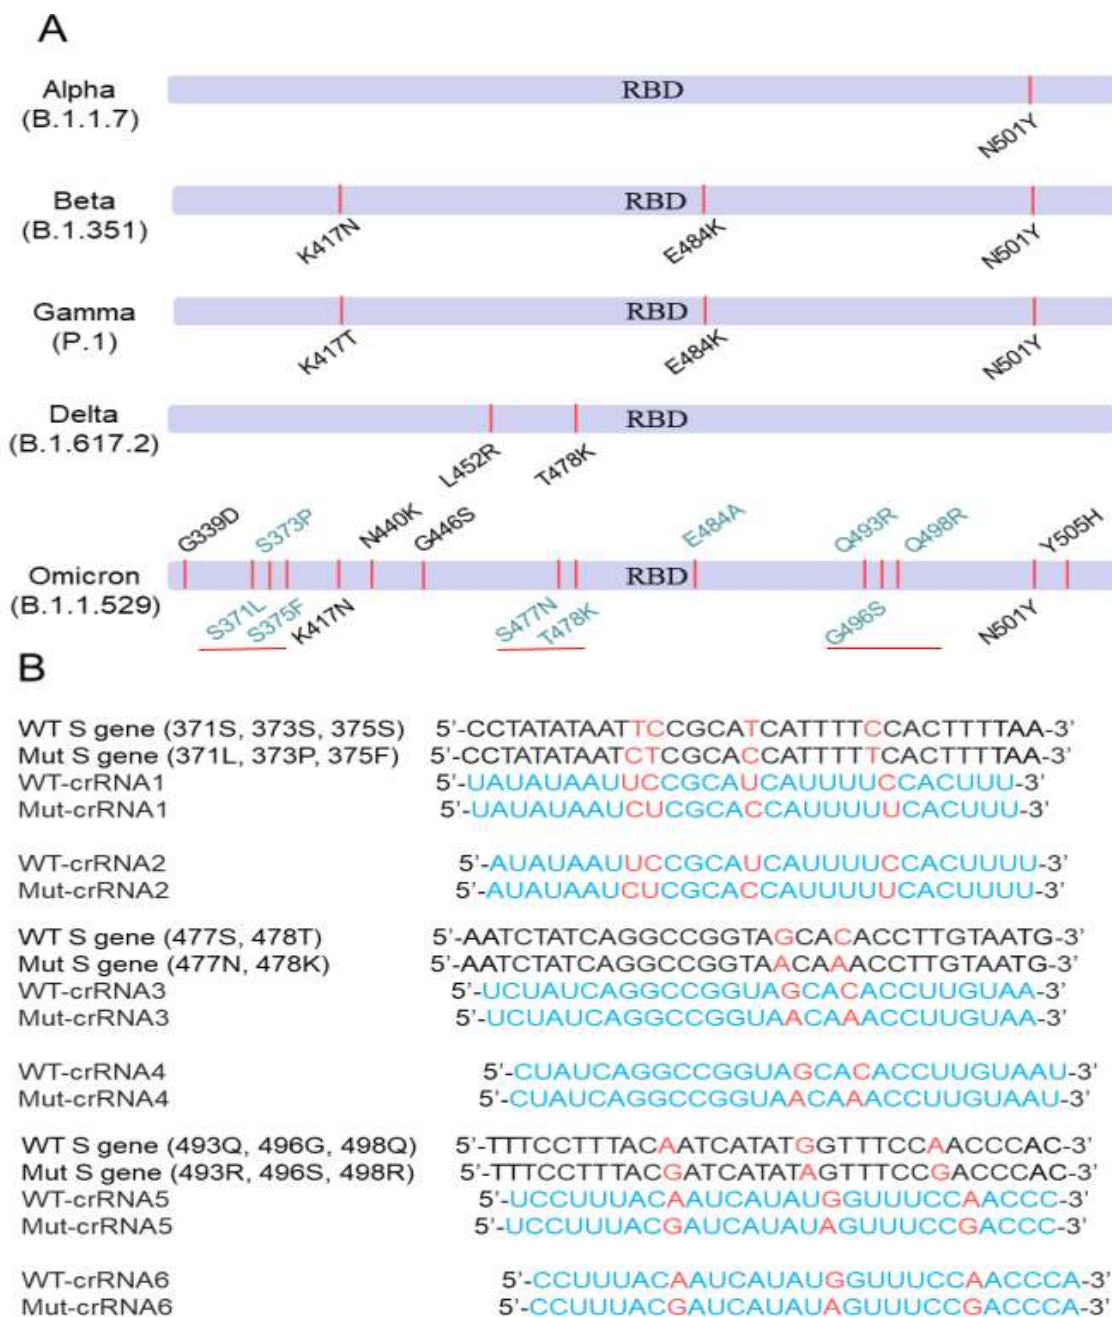 A
Alpha
(B.1.1.7)
RBD
N501Y
Beta
(B.1.351)
RBD
K417N
E484K
N501Y
Gamma
(P.1)
RBD
K417T
E484K
N501Y
Delta
(B.1.617.2)
RBD
L452R
T478K
G339D
S373P
N440K
G446S
E484A
Q493R
Q498R
Y505H
Omicron
(B.1.1.529)
RBD
S371L
S375F
K417N
S477N
T478K
G496S
N501Y
B
WT S gene (371S, 373S, 375S) 5'-CCTATATAATTCCGCATCATTTTCCACTTTTAA-3'
Mut S gene (371L, 373P, 375F) 5'-CCTATATAATCTCGCACCATTTTTCACTTTTAA-3'
WT-crRNA1 5'-UAUAUAAUUCCGCAUCAUUUUCCACUUU-3'
Mut-crRNA1 5'-UAUAUAAUCUCGCACCAUUUUUCACUUU-3'
WT-crRNA2 5'-AUAUAAUUCCGCAUCAUUUUCCACUUUU-3'
Mut-crRNA2 5'-AUAUAAUCUCGCACCAUUUUUCACUUUU-3'
WT S gene (477S, 478T) 5'-AATCTATCAGGCCGGTAGCACACCTTGTAATG-3'
Mut S gene (477N, 478K) 5'-AATCTATCAGGCCGGTAACAAACCTTGTAATG-3'
WT-crRNA3 5'-UCUAUCAGGCCGGUAGCACACCUUGUAA-3'
Mut-crRNA3 5'-UCUAUCAGGCCGGUAACAAACCUUGUAA-3'
WT-crRNA4 5'-CUAUCAGGCCGGUAGCACACCUUGUAAU-3'
Mut-crRNA4 5'-CUAUCAGGCCGGUAACAAACCUUGUAAU-3'
WT S gene (493Q, 496G, 498Q) 5'-TTTCCTTTACAATCATATGGTTTCCAACCCAC-3'
Mut S gene (493R, 496S, 498R) 5'-TTTCCTTTACGATCATATAGTTTCCGACCCAC-3'
WT-crRNA5 5'-UCCUUUACAAUCAUAUGGUUUCCAACCC-3'
Mut-crRNA5 5'-UCCUUUACGAUCAUAUAGUUUCCGACCC-3'
WT-crRNA6 5'-CCUUUACAAUCAUAUGGUUUCCAACCCA-3'
Mut-crRNA6 5'-CCUUUACGAUCAUAUAGUUUCCGACCCA-3'